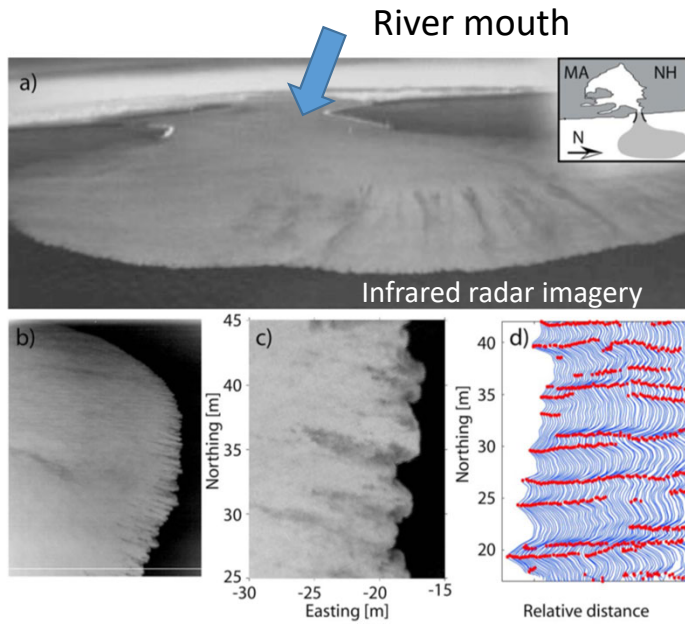 River mouth
a)
MA NH
N
Infrared radar imagery
b)
c)
d)
45
40
35
30
25
Northing [m]
-30 -25 -20 -15
Easting [m]
40
35
30
25
20
Northing [m]
Relative distance